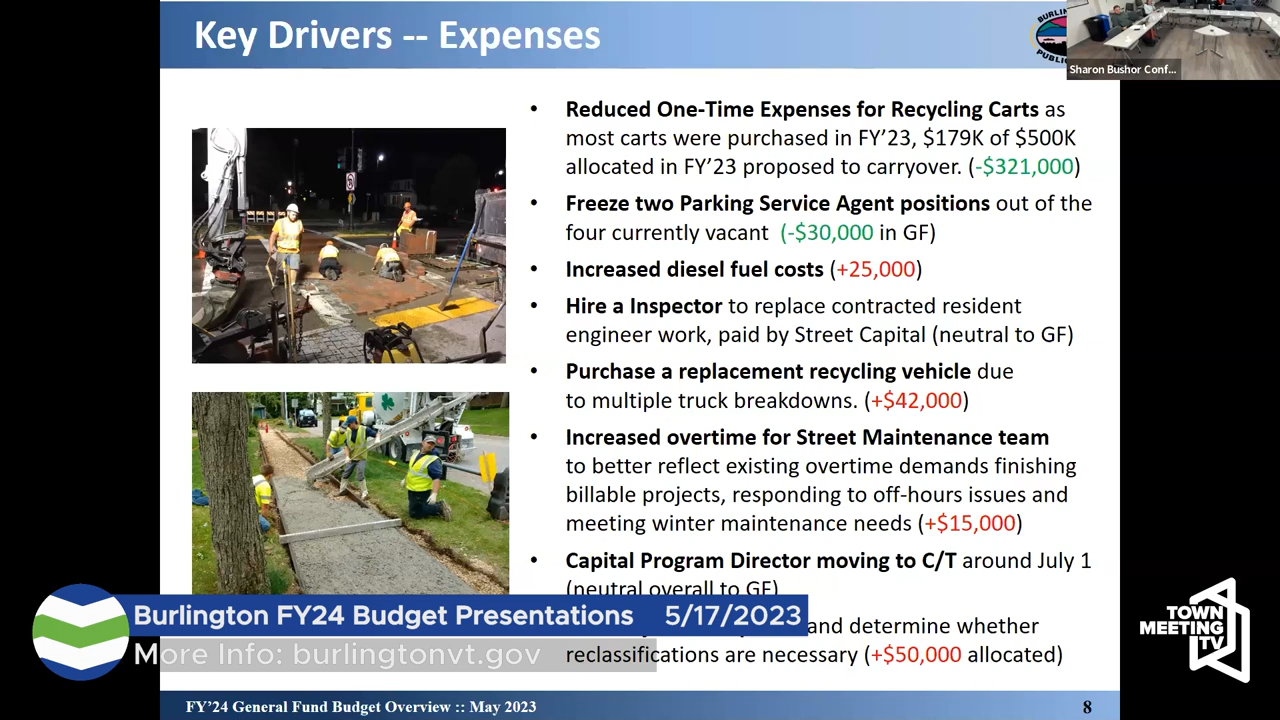 Key Drivers -- Expenses
BURLIN
PUBLIC
Sharon Bushor Conf...
• Reduced One-Time Expenses for Recycling Carts as
most carts were purchased in FY'23, $179K of $500K
allocated in FY'23 proposed to carryover. (-$321,000)
• Freeze two Parking Service Agent positions out of the
four currently vacant (-$30,000 in GF)
• Increased diesel fuel costs (+25,000)
• Hire a Inspector to replace contracted resident
engineer work, paid by Street Capital (neutral to GF)
• Purchase a replacement recycling vehicle due
to multiple truck breakdowns. (+$42,000)
• Increased overtime for Street Maintenance team
to better reflect existing overtime demands finishing
billable projects, responding to off-hours issues and
meeting winter maintenance needs (+$15,000)
• Capital Program Director moving to C/T around July 1
(neutral overall to GF)
and determine whether
reclassifications are necessary (+$50,000 allocated)
Burlington FY24 Budget Presentations 5/17/2023
More Info: burlingtonvt.gov
TOWN
MEETING
TV
FY'24 General Fund Budget Overview :: May 2023
8